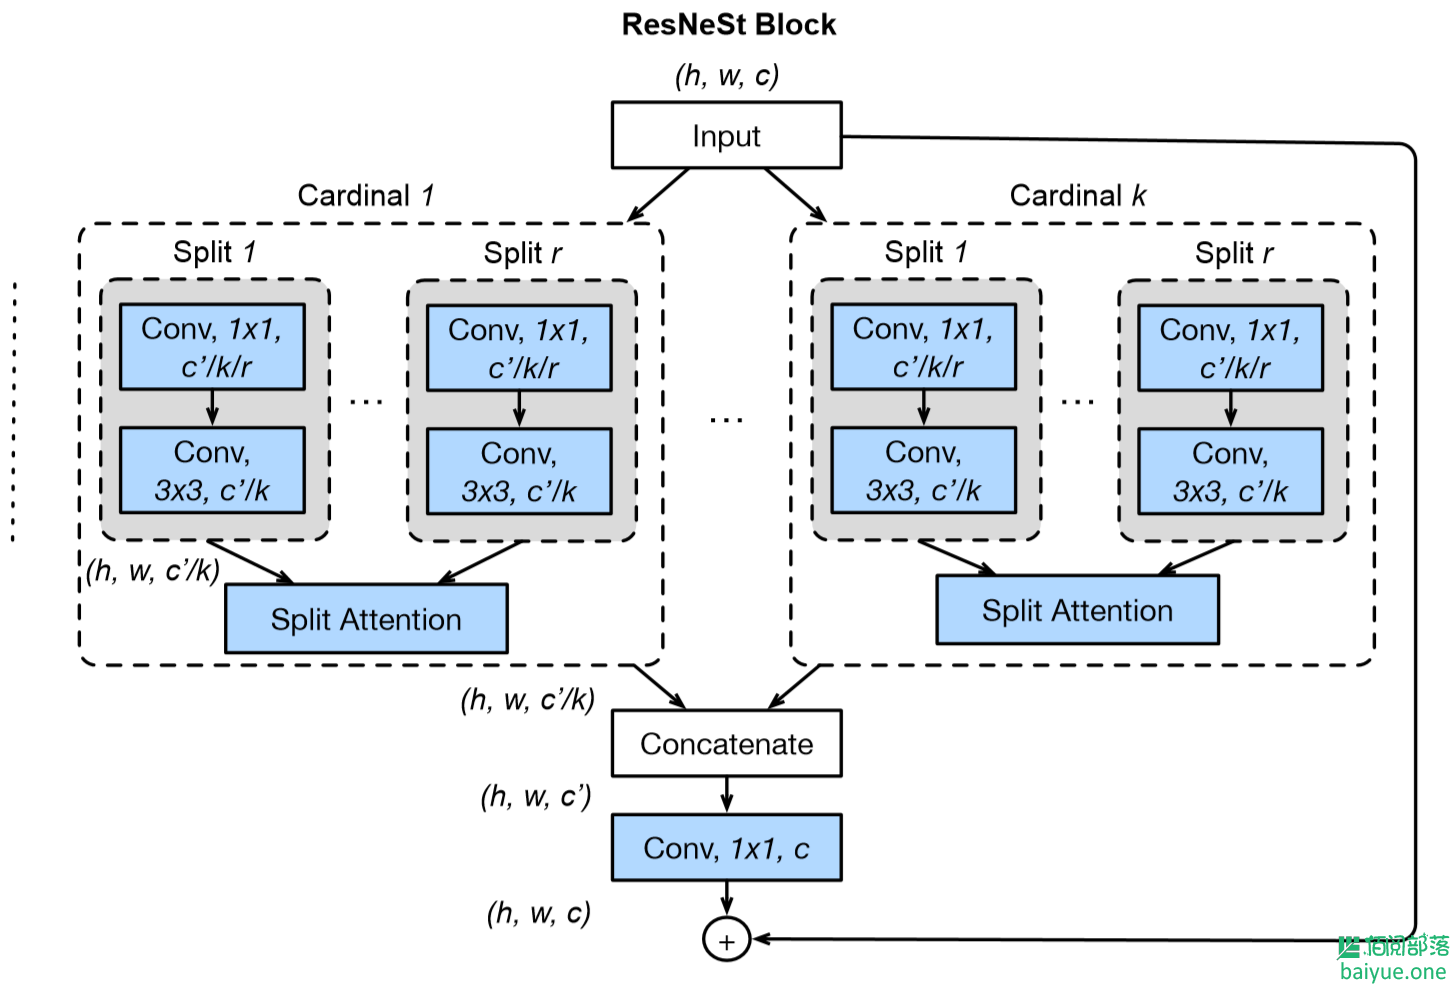 ResNeSt Block
(h, w, c)
Input
Cardinal 1
Cardinal k
Split 1
Split r
Split 1
Split r
Conv, 1x1,
c’/k/r
Conv, 1x1,
c’/k/r
Conv, 1x1,
c’/k/r
Conv, 1x1,
c’/k/r
...
...
...
Conv,
3x3, c’/k
Conv,
3x3, c’/k
Conv,
3x3, c’/k
Conv,
3x3, c’/k
(h, w, c’/k)
Split Attention
Split Attention
(h, w, c’/k)
Concatenate
(h, w, c’)
Conv, 1x1, c
(h, w, c)
+
佰阅部落
baiyue.one